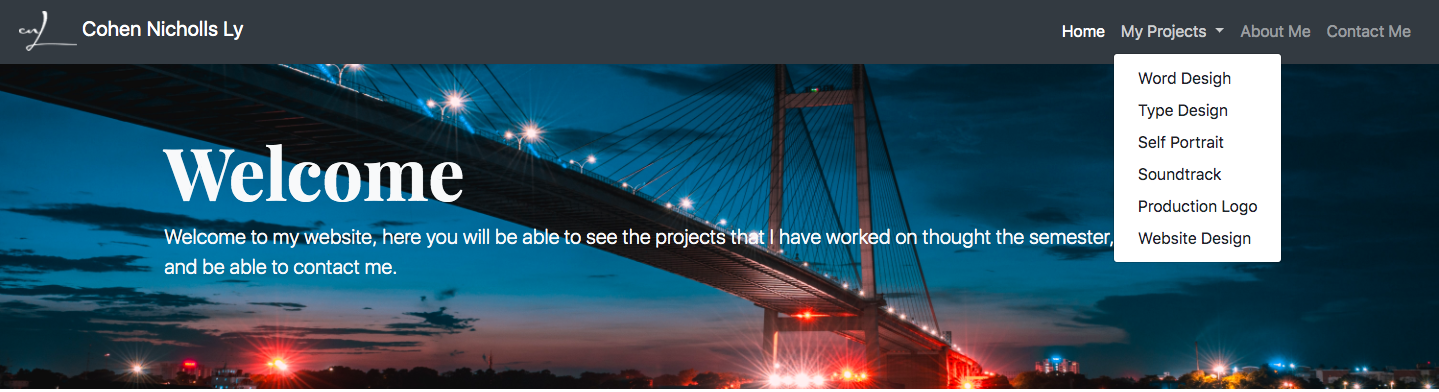 cnL
Cohen Nicholls Ly
Home My Projects About Me Contact Me
Word Desigh
Type Design
Self Portrait
Soundtrack
Production Logo
Website Design
Welcome
Welcome to my website, here you will be able to see the projects that I have worked on thought the semester,
and be able to contact me.